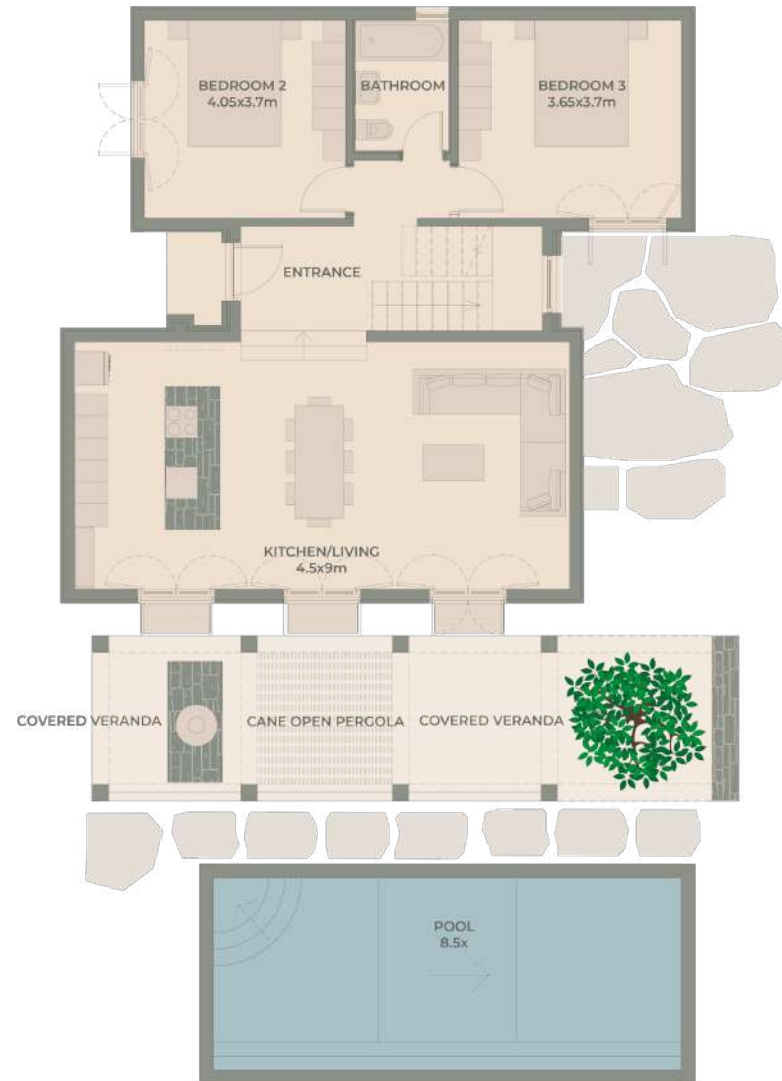 BEDROOM 2
4.05x3.7m
BATHROOM
BEDROOM 3
3.65x3.7m
ENTRANCE
KITCHEN/LIVING
4.5x9m
COVERED VERANDA
CANE OPEN PERGOLA
COVERED VERANDA
POOL
8.5x